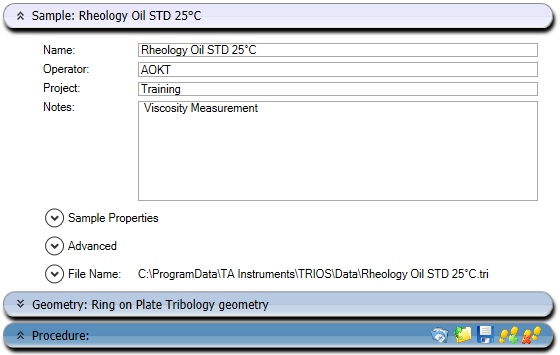 Sample: Rheology Oil STD 25°C
Name: Rheology Oil STD 25°C
Operator: AOKT
Project: Training
Notes: Viscosity Measurement
Sample Properties
Advanced
File Name: C:\ProgramData\TA Instruments\TRIOS\Data\Rheology Oil STD 25°C.tri
Geometry: Ring on Plate Tribology geometry
Procedure: